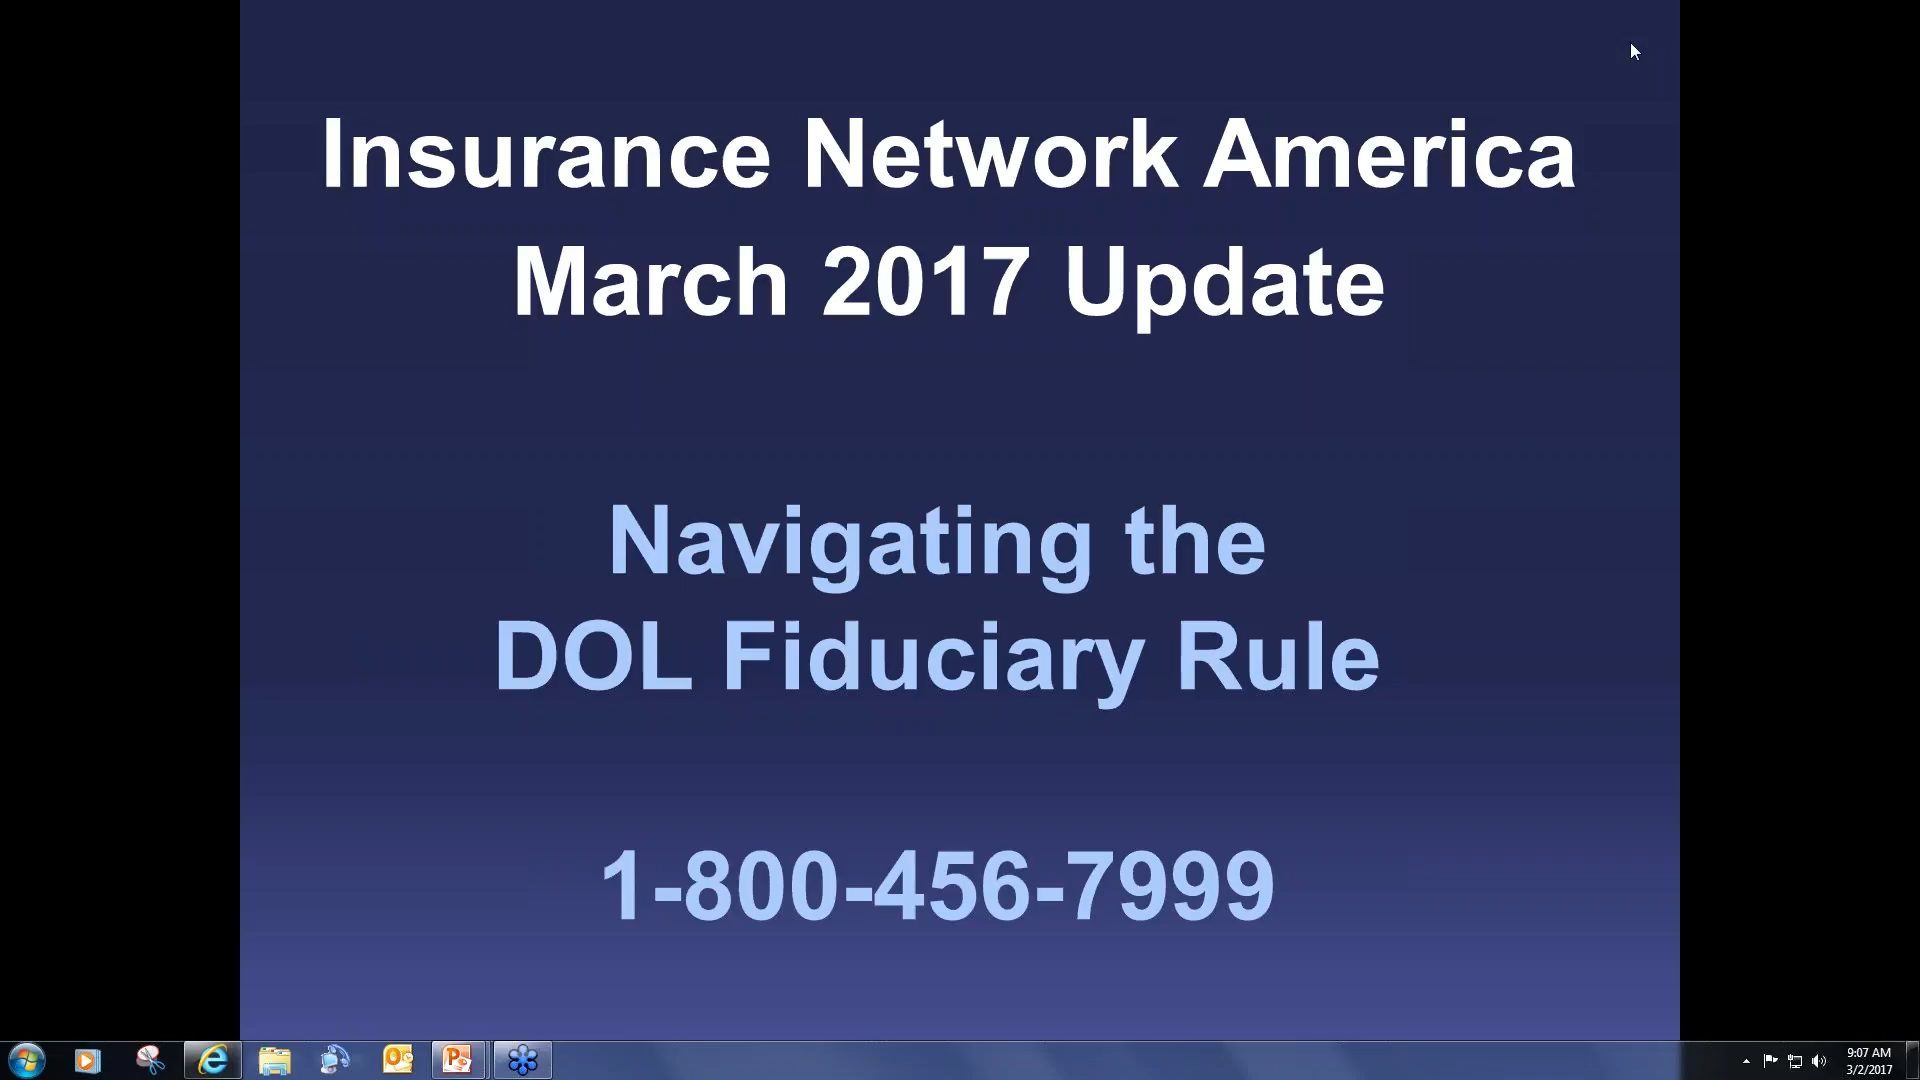 Insurance Network America
March 2017 Update
Navigating the
DOL Fiduciary Rule
1-800-456-7999
9:07 AM
3/2/2017